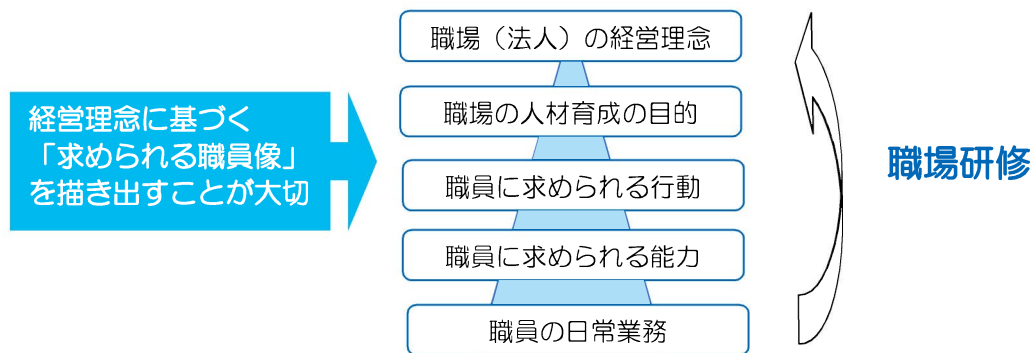 職場（法人）の経営理念
職場の人材育成の目的
経営理念に基づく
「求められる職員像」
を描き出すことが大切
職員に求められる行動
職員に求められる能力
職員の日常業務
職場研修